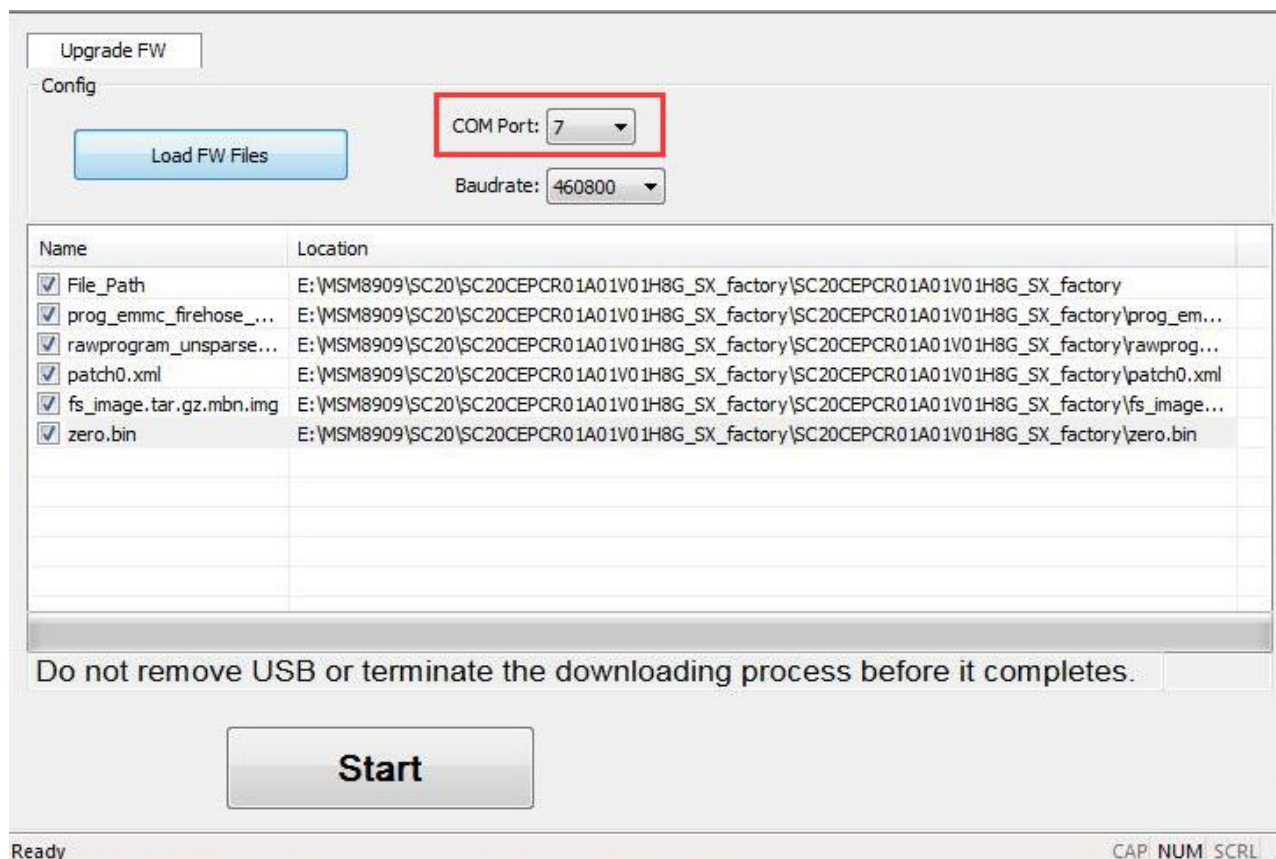 Upgrade FW
Config
Load FW Files
COM Port: 7
Baudrate: 460800
Name Location
File_Path E:\MSM8909\SC20\SC20CEPCR01A01V01H8G_SX_factory\SC20CEPCR01A01V01H8G_SX_factory
prog_emmc_firehose_... E:\MSM8909\SC20\SC20CEPCR01A01V01H8G_SX_factory\SC20CEPCR01A01V01H8G_SX_factory\prog_em...
rawprogram_unsparse... E:\MSM8909\SC20\SC20CEPCR01A01V01H8G_SX_factory\SC20CEPCR01A01V01H8G_SX_factory\rawprog...
patch0.xml E:\MSM8909\SC20\SC20CEPCR01A01V01H8G_SX_factory\SC20CEPCR01A01V01H8G_SX_factory\patch0.xml
fs_image.tar.gz.mbn.img E:\MSM8909\SC20\SC20CEPCR01A01V01H8G_SX_factory\SC20CEPCR01A01V01H8G_SX_factory\fs_image...
zero.bin E:\MSM8909\SC20\SC20CEPCR01A01V01H8G_SX_factory\SC20CEPCR01A01V01H8G_SX_factory\zero.bin
Do not remove USB or terminate the downloading process before it completes.
Start
Ready CAP NUM SCRL